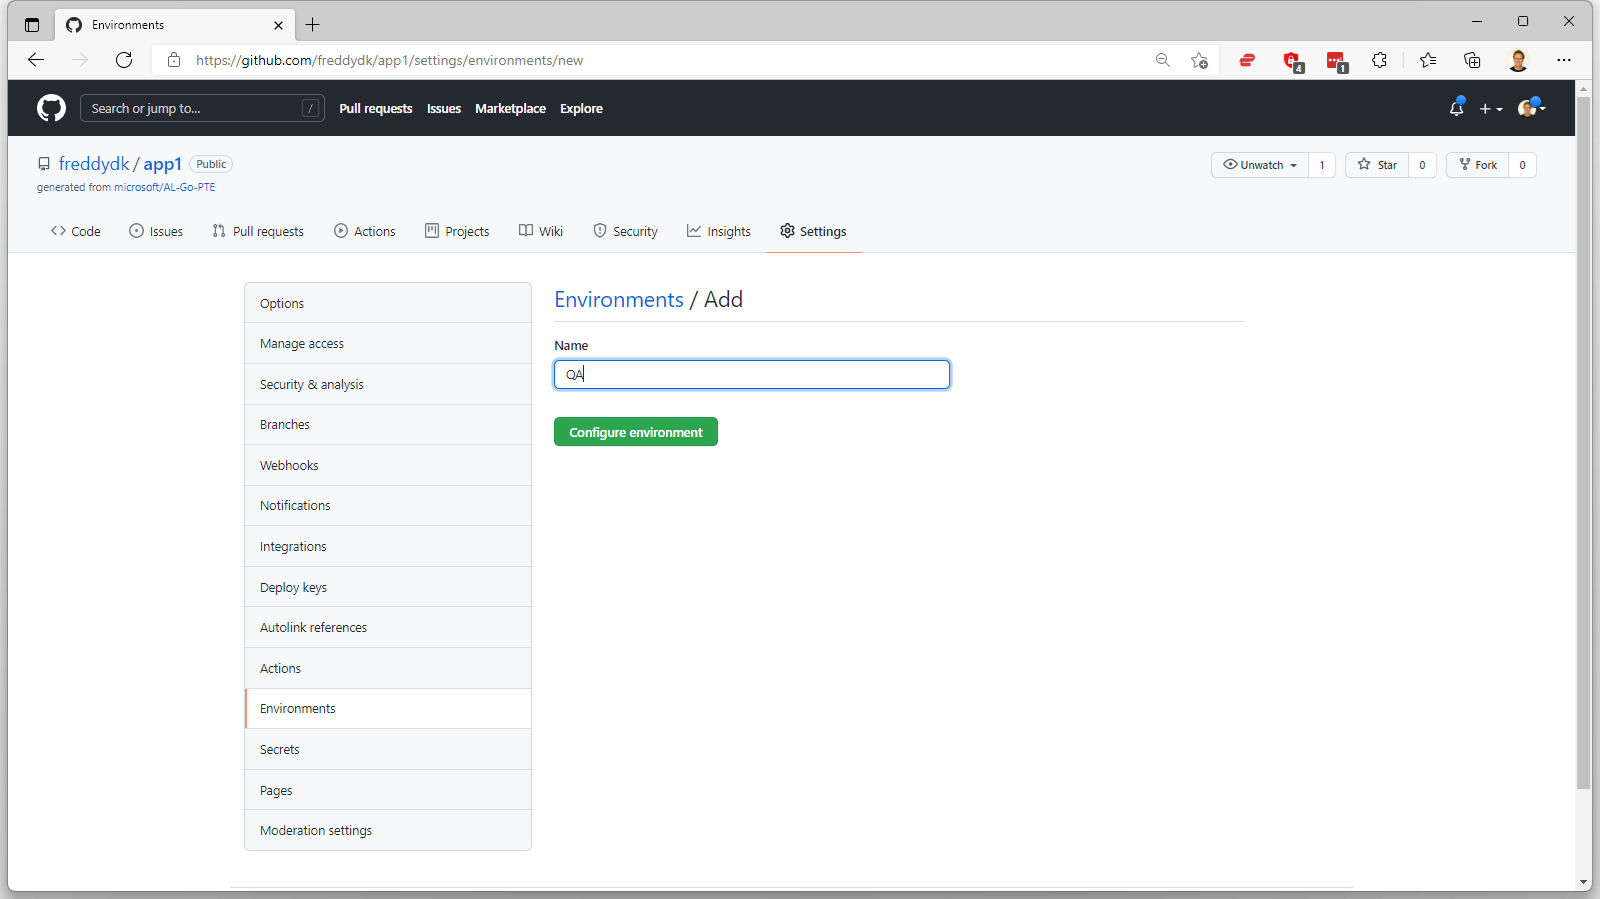 Environments
https://github.com/freddydk/app1/settings/environments/new
4
1
Search or jump to...
/
Pull requests
Issues
Marketplace
Explore
freddydk / app1
Public
generated from microsoft/AL-Go-PTE
Unwatch
1
Star
0
Fork
0
Code
Issues
Pull requests
Actions
Projects
Wiki
Security
Insights
Settings
Options
Manage access
Security & analysis
Branches
Webhooks
Notifications
Integrations
Deploy keys
Autolink references
Actions
Environments
Secrets
Pages
Moderation settings
Environments / Add
Name
QA
Configure environment